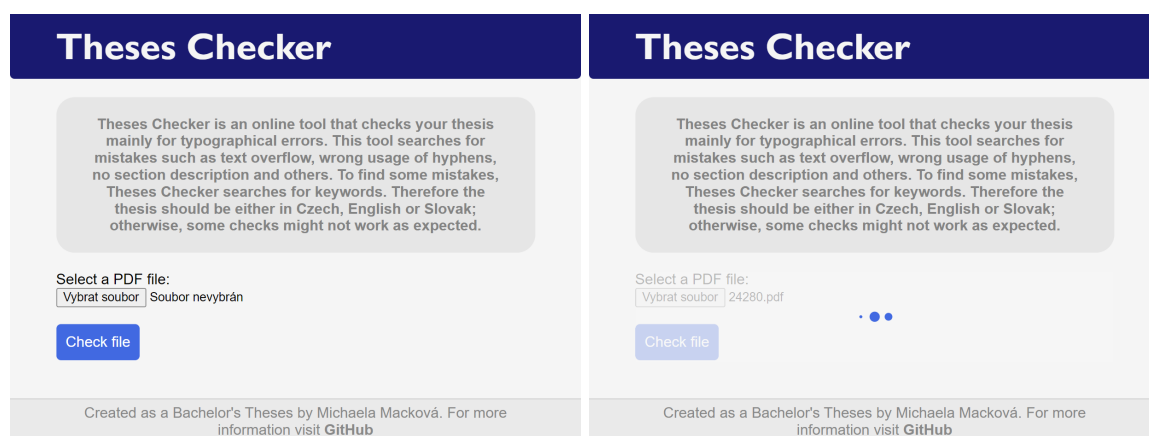 Theses Checker
Theses Checker is an online tool that checks your thesis
mainly for typographical errors. This tool searches for
mistakes such as text overflow, wrong usage of hyphens,
no section description and others. To find some mistakes,
Theses Checker searches for keywords. Therefore the
thesis should be either in Czech, English or Slovak;
otherwise, some checks might not work as expected.
Select a PDF file:
Vybrat soubor Soubor nevybrán
Check file
Created as a Bachelor's Theses by Michaela Macková. For more
information visit GitHub
Theses Checker
Theses Checker is an online tool that checks your thesis
mainly for typographical errors. This tool searches for
mistakes such as text overflow, wrong usage of hyphens,
no section description and others. To find some mistakes,
Theses Checker searches for keywords. Therefore the
thesis should be either in Czech, English or Slovak;
otherwise, some checks might not work as expected.
Select a PDF file:
Vybrat soubor 24280.pdf
Check file
Created as a Bachelor's Theses by Michaela Macková. For more
information visit GitHub